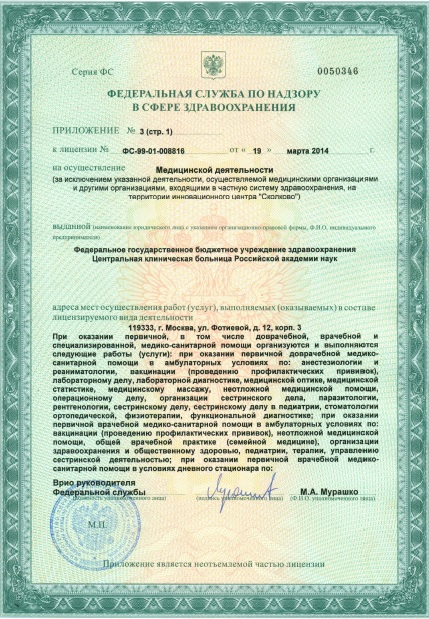 Серия ФС
0050346
ФЕДЕРАЛЬНАЯ СЛУЖБА ПО НАДЗОРУ
В СФЕРЕ ЗДРАВООХРАНЕНИЯ
ПРИЛОЖЕНИЕ № 3 (стр. 1)
к лицензии № ФС-99-01-008816 от « 19 » марта 2014
на осуществление Медицинской деятельности
(за исключением указанной деятельности, осуществляемой медицинскими организациями
и другими организациями, входящими в частную систему здравоохранения, на
территории инновационного центра "Сколково")
выданной (наименование юридического лица с указанием организационно-правовой формы, Ф.И.О. индивидуального
предпринимателя)
Федеральное государственное бюджетное учреждение здравоохранения
Центральная клиническая больница Российской академии наук
адреса мест осуществления работ (услуг), выполняемых (оказываемых) в составе
лицензируемого вида деятельности
119333, г. Москва, ул. Фотиевой, д. 12, корп. 3
При оказании первичной, в том числе доврачебной, врачебной и
специализированной, медико-санитарной помощи организуются и выполняются
следующие работы (услуги): при оказании первичной доврачебной медико-
санитарной помощи в амбулаторных условиях по: анестезиологии и
реаниматологии, вакцинации (проведению профилактических прививок),
лабораторному делу, лабораторной диагностике, медицинской оптике, медицинской
статистике, медицинскому массажу, неотложной медицинской помощи,
операционному делу, организации сестринского дела, паразитологии,
рентгенологии, сестринскому делу, сестринскому делу в педиатрии, стоматологии
ортопедической, физиотерапии, функциональной диагностике; при оказании
первичной врачебной медико-санитарной помощи в амбулаторных условиях по:
вакцинации (проведению профилактических прививок), неотложной медицинской
помощи, общей врачебной практике (семейной медицине), организации
здравоохранения и общественному здоровью, педиатрии, терапии, управлению
сестринской деятельностью; при оказании первичной врачебной медико-
санитарной помощи в условиях дневного стационара по:
Врио руководителя
Федеральной службы М.А. Мурашко
(должность уполномоченного лица) (подпись уполномоченного лица) (Ф.И.О. уполномоченного лица)
М.П.
Приложение является неотъемлемой частью лицензии